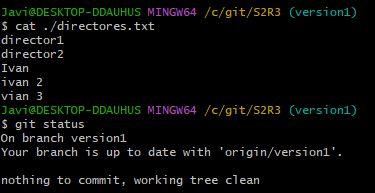 Javi@DESKTOP-DDAUHUS MINGW64 /c/git/S2R3 (version1)
$ cat ./directores.txt
director1
director2
Ivan
ivan 2
vian 3
Javi@DESKTOP-DDAUHUS MINGW64 /c/git/S2R3 (version1)
$ git status
On branch version1
Your branch is up to date with 'origin/version1'.

nothing to commit, working tree clean